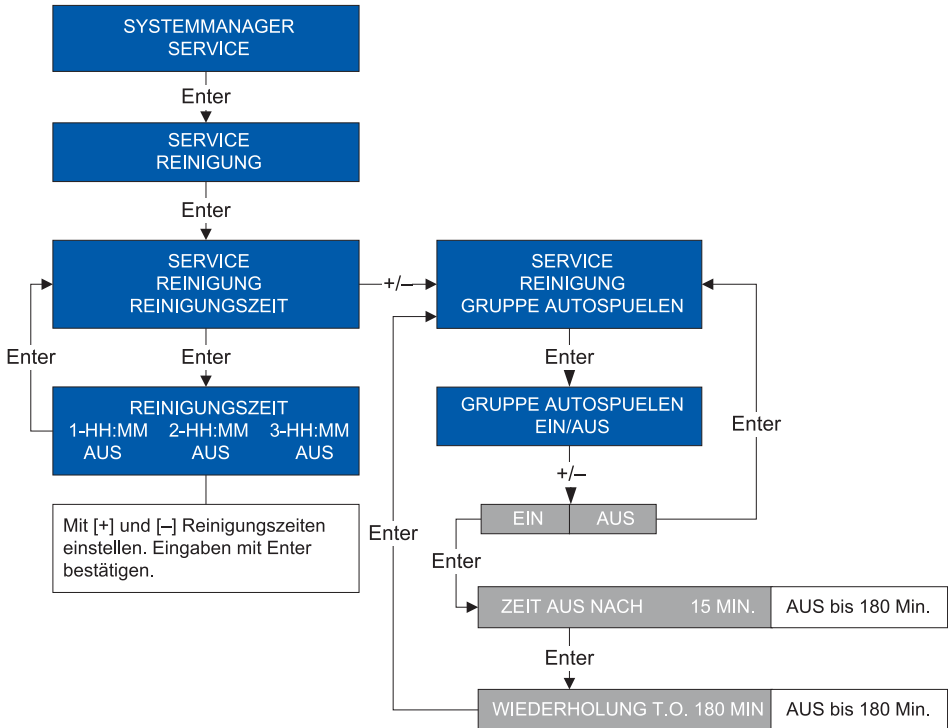 SYSTEMMANAGER
SERVICE
Enter
SERVICE
REINIGUNG
Enter
SERVICE
REINIGUNG
REINIGUNGSZEIT
+/–
SERVICE
REINIGUNG
GRUPPE AUTOSPUELEN
Enter
Enter
Enter
REINIGUNGSZEIT
1-HH:MM 2-HH:MM 3-HH:MM
AUS AUS AUS
GRUPPE AUTOSPUELEN
EIN/AUS
Enter
+/–
Mit [+] und [–] Reinigungszeiten
einstellen. Eingaben mit Enter
bestätigen.
Enter
EIN AUS
Enter
ZEIT AUS NACH 15 MIN. AUS bis 180 Min.
Enter
WIEDERHOLUNG T.O. 180 MIN AUS bis 180 Min.